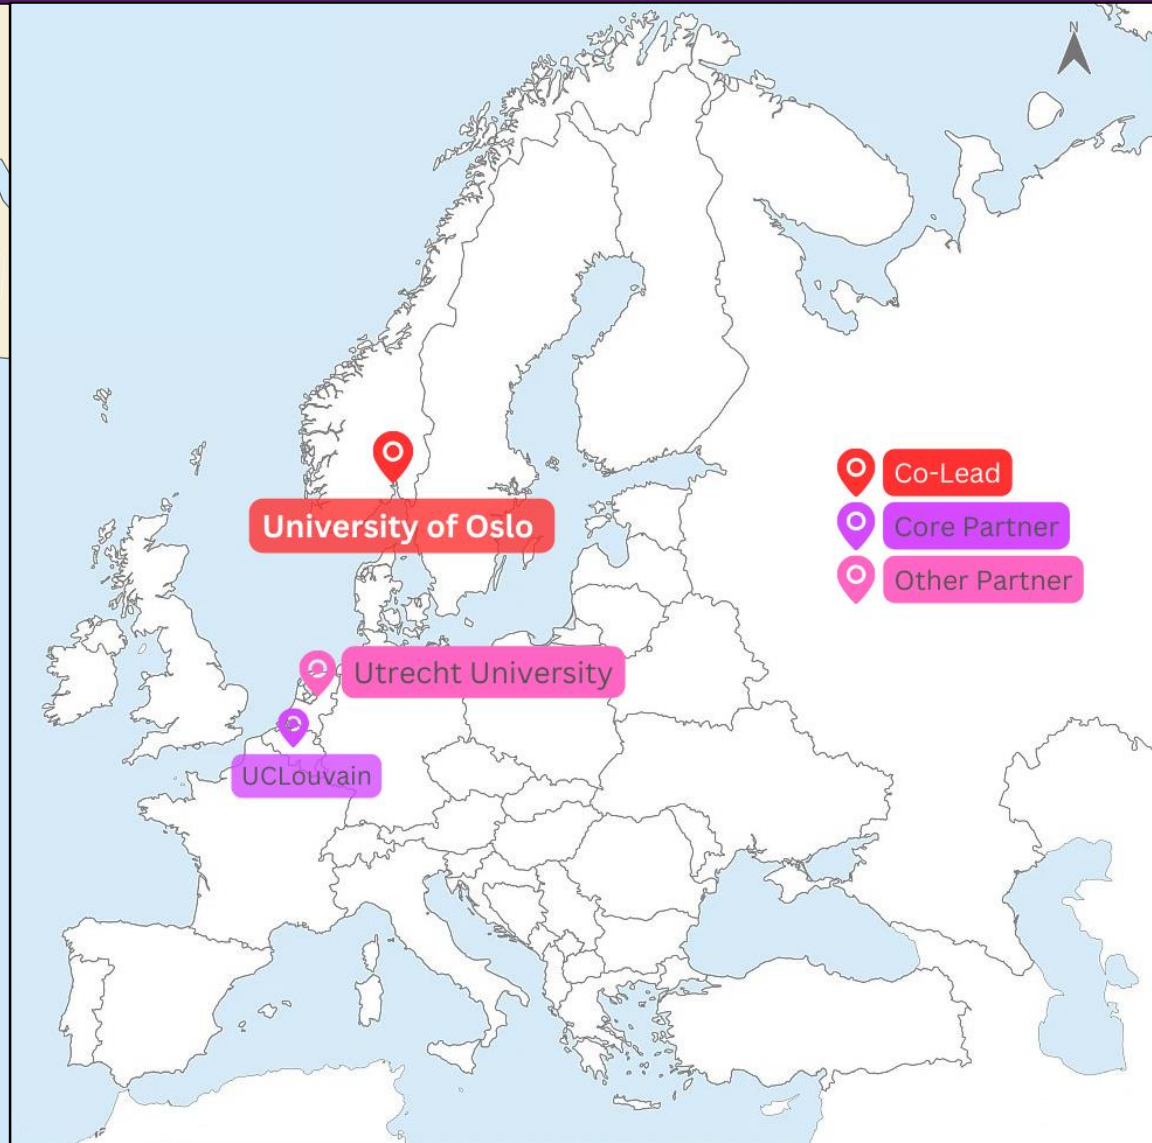 N
Co-Lead
University of Oslo
Core Partner
Other Partner
Utrecht University
UCLouvain